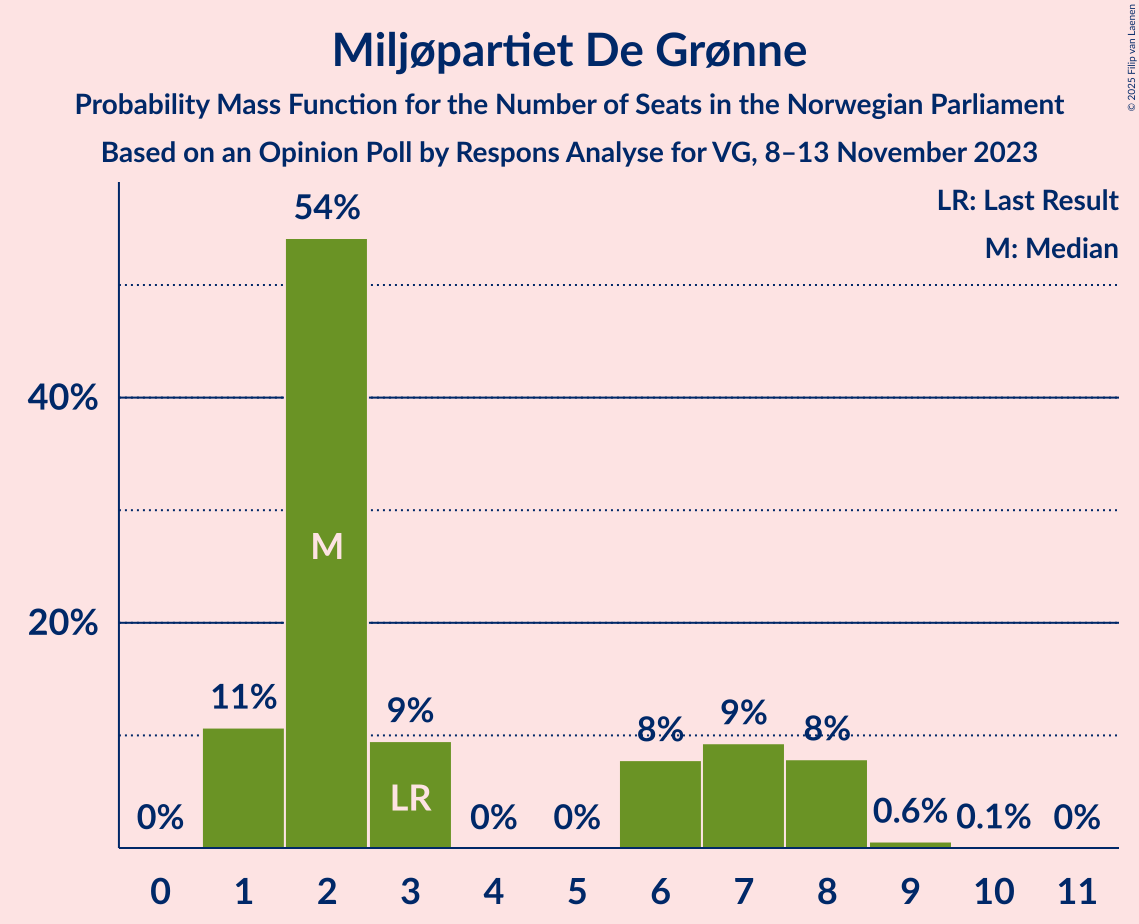 Miljøpartiet De Grønne
Probability Mass Function for the Number of Seats in the Norwegian Parliament
Based on an Opinion Poll by Respons Analyse for VG, 8–13 November 2023
© 2025 Filip van Laenen
LR: Last Result
M: Median
54%
40%
M
20%
11%
9%
8%
9%
8%
LR
0%
0%
0%
0.6%
0.1%
0%
0 1 2 3 4 5 6 7 8 9 10 11